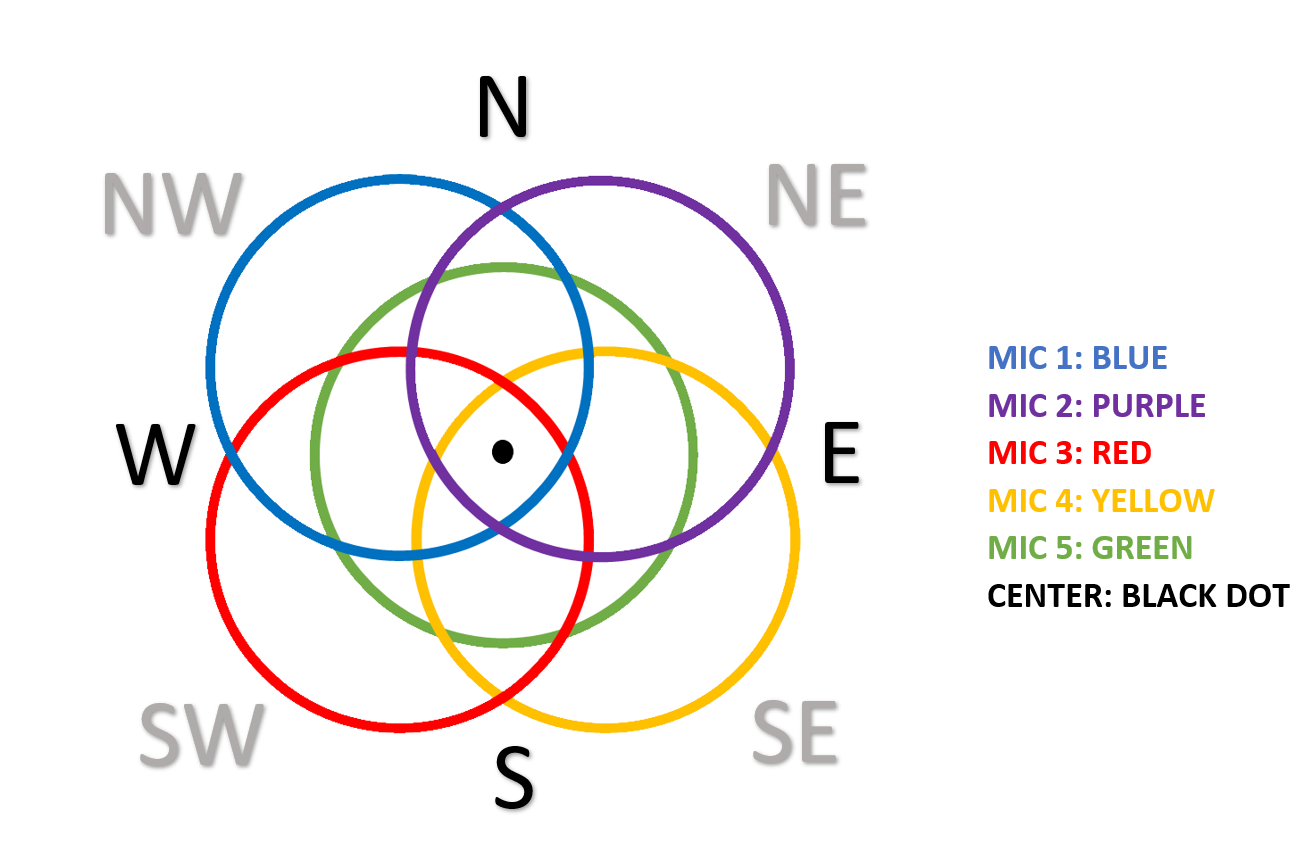 N
NW
NE
W
E
MIC 1: BLUE
MIC 2: PURPLE
MIC 3: RED
MIC 4: YELLOW
MIC 5: GREEN
CENTER: BLACK DOT
SW
SE
S